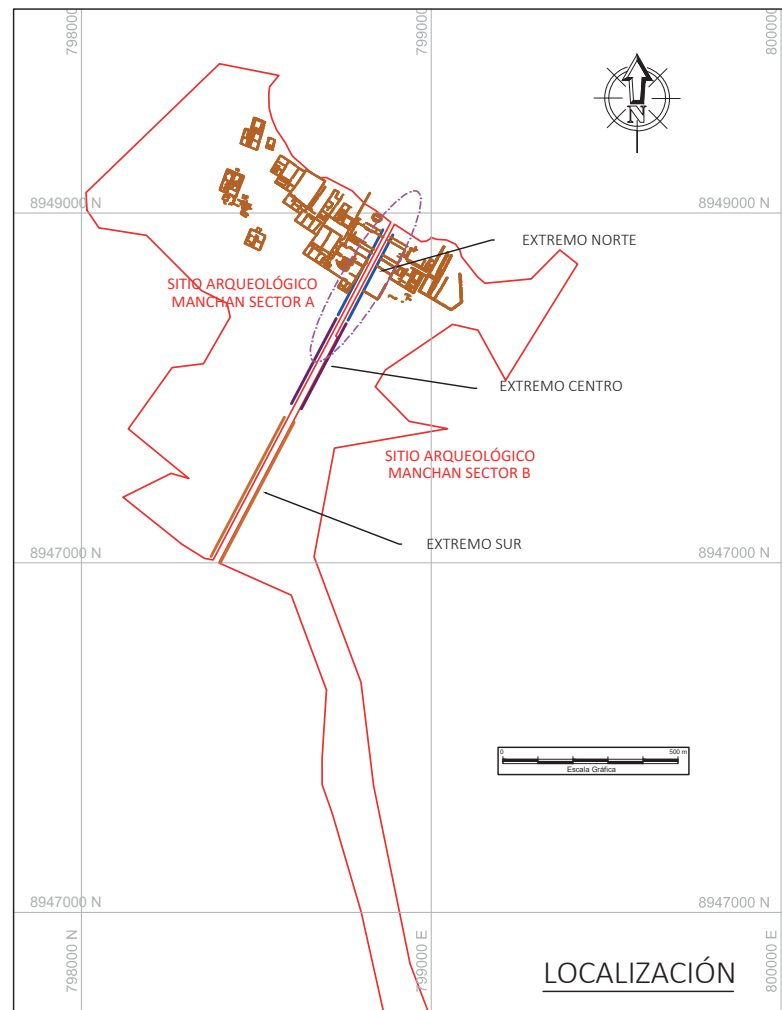 798000
799000
800000
N
8949000 N
8949000 N
EXTREMO NORTE
SITIO ARQUEOLÓGICO
MANCHAN SECTOR A
EXTREMO CENTRO
SITIO ARQUEOLÓGICO
MANCHAN SECTOR B
EXTREMO SUR
8947000 N
8947000 N
0
500 m
Escala Gráfica
8947000 N
8947000 N
798000 N
799000 E
800000 E
LOCALIZACIÓN